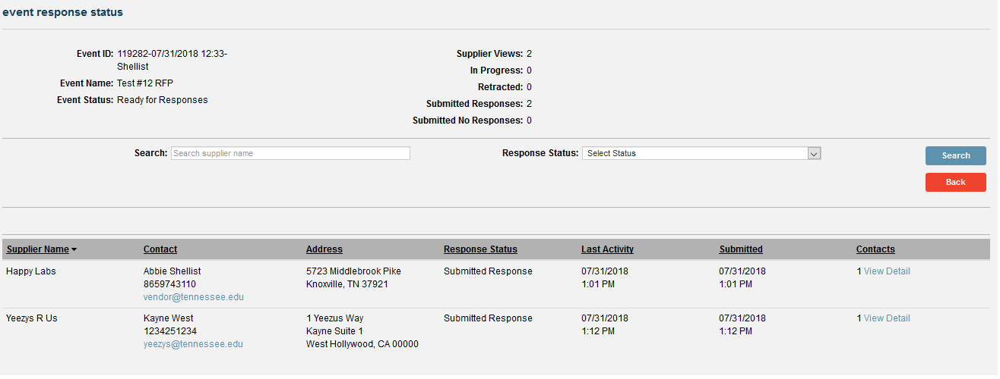 event response status
Event ID: 119282-07/31/2018 12:33-
Shellist
Event Name: Test #12 RFP
Event Status: Ready for Responses
Supplier Views: 2
In Progress: 0
Retracted: 0
Submitted Responses: 2
Submitted No Responses: 0
Search: Search supplier name
Response Status: Select Status
Search
Back
Supplier Name Contact Address Response Status Last Activity Submitted Contacts
Happy Labs Abbie Shellist 5723 Middlebrook Pike Submitted Response 07/31/2018 07/31/2018 1 View Detail
8659743110 Knoxville, TN 37921 1:01 PM 1:01 PM
vendor@tennessee.edu
Yeezys R Us Kayne West 1 Yeezus Way Submitted Response 07/31/2018 07/31/2018 1 View Detail
1234251234 Kayne Suite 1 1:12 PM 1:12 PM
yeezys@tennessee.edu West Hollywood, CA 00000